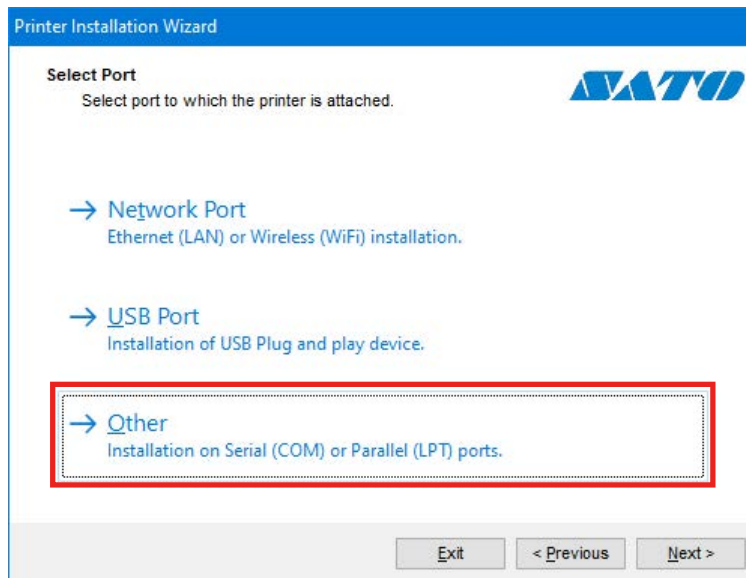 Printer Installation Wizard
Select Port
Select port to which the printer is attached.
SATO
→ Network Port
Ethernet (LAN) or Wireless (WiFi) installation.
→ USB Port
Installation of USB Plug and play device.
→ Other
Installation on Serial (COM) or Parallel (LPT) ports.
Exit
< Previous
Next >